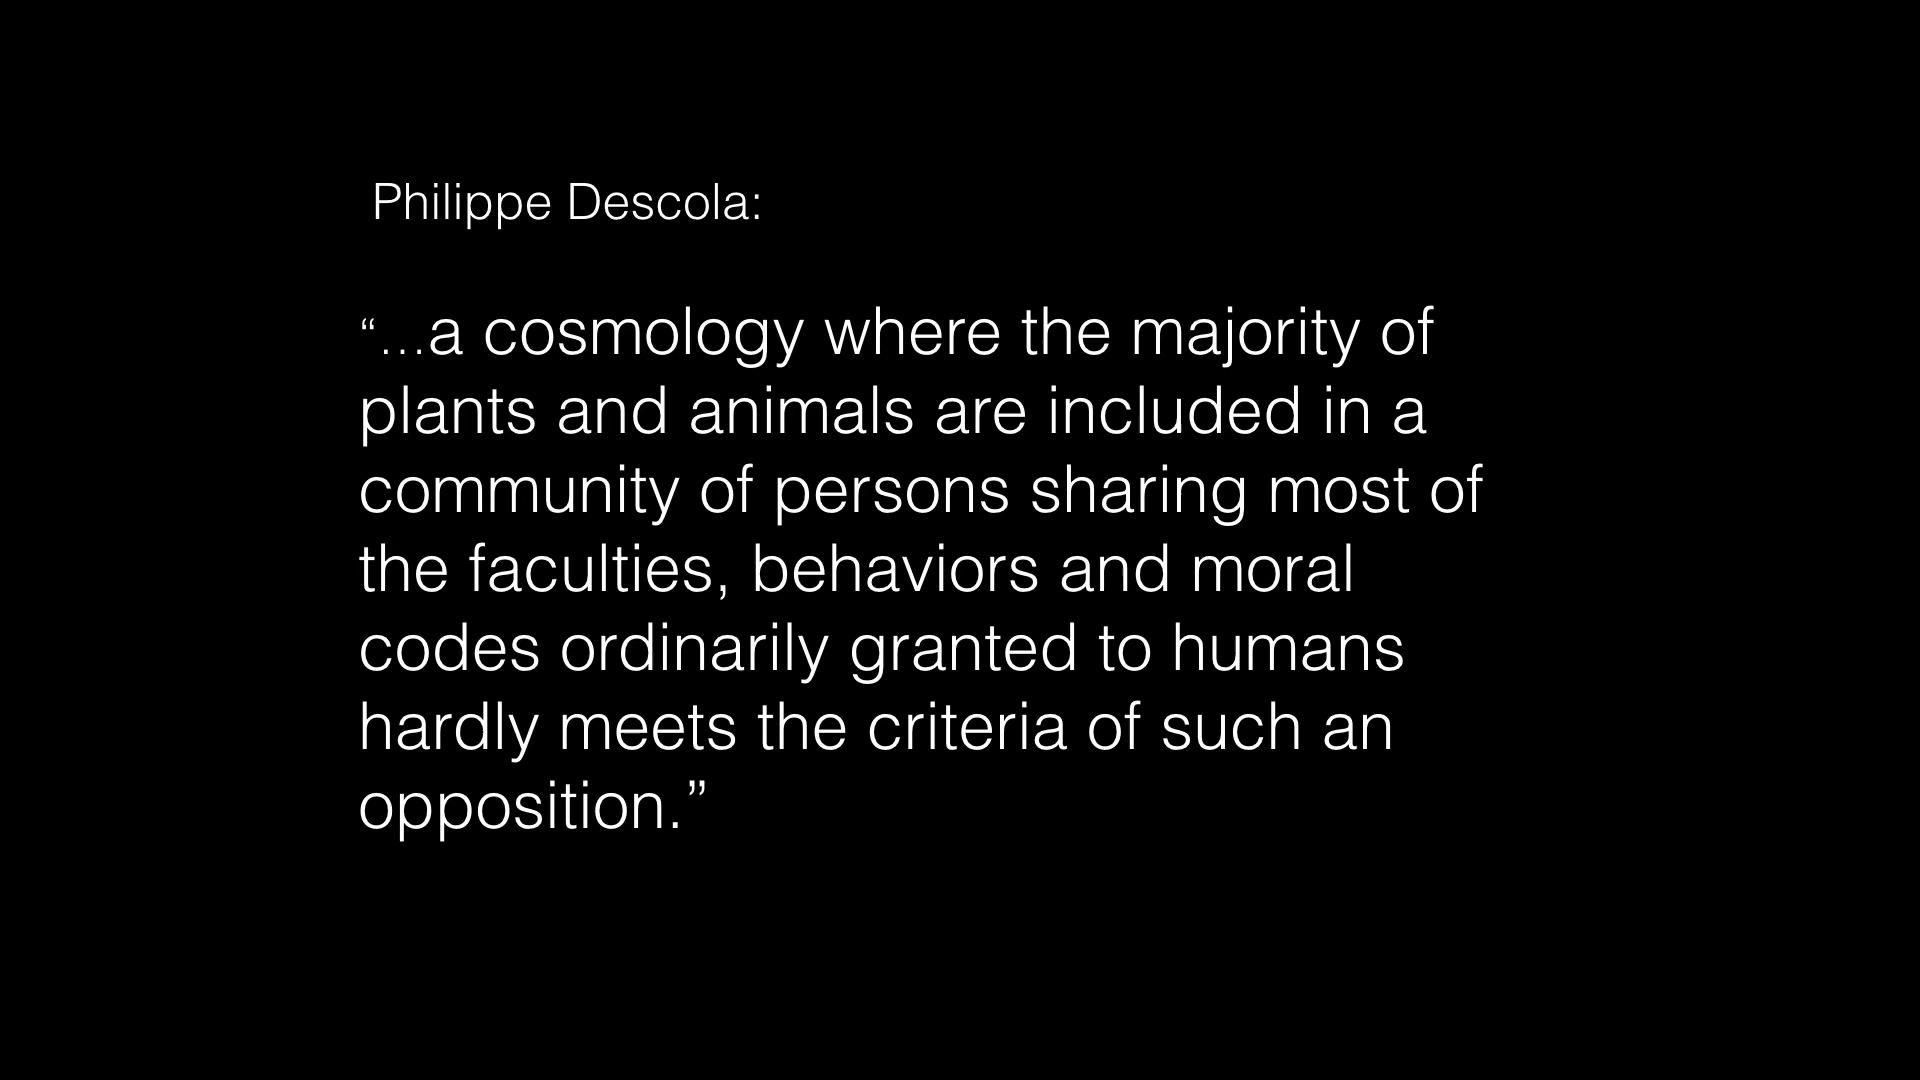 Philippe Descola:
“…a cosmology where the majority of
plants and animals are included in a
community of persons sharing most of
the faculties, behaviors and moral
codes ordinarily granted to humans
hardly meets the criteria of such an
opposition.”